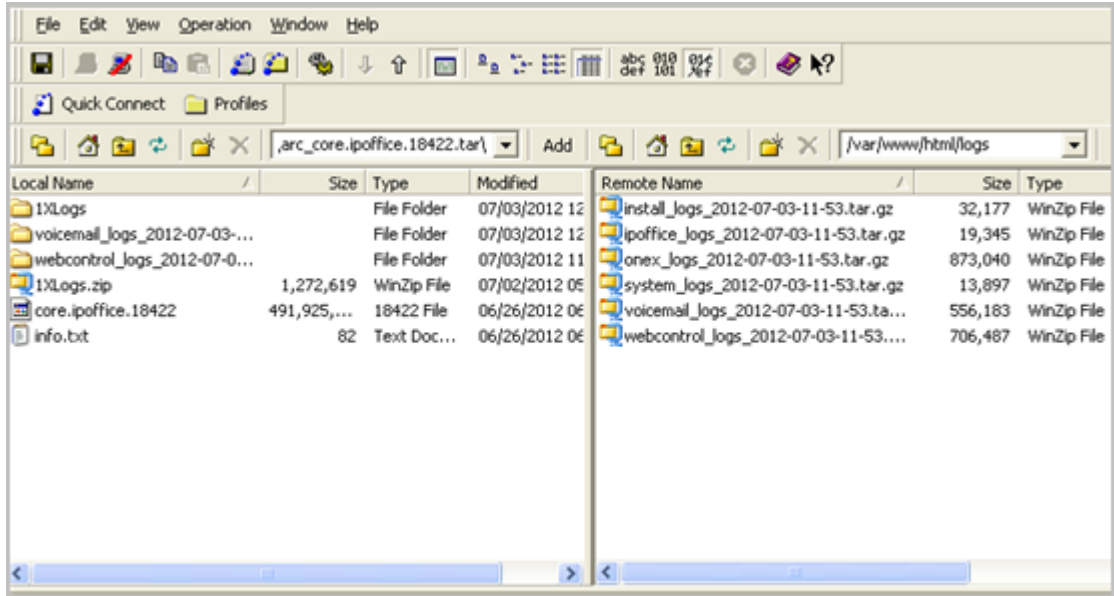 File Edit View Operation Window Help
abc def 010 101
Quick Connect Profiles
,arc_core.ipoffice.18422.tar\ Add /var/www/html/logs
Local Name / Size Type Modified Remote Name / Size Type
1XLogs File Folder 07/03/2012 12 install_logs_2012-07-03-11-53.tar.gz 32,177 WinZip File
voicemail_logs_2012-07-03-... File Folder 07/03/2012 12 ipoffice_logs_2012-07-03-11-53.tar.gz 19,345 WinZip File
webcontrol_logs_2012-07-0... File Folder 07/03/2012 11 onex_logs_2012-07-03-11-53.tar.gz 873,040 WinZip File
1XLogs.zip 1,272,619 WinZip File 07/02/2012 05 system_logs_2012-07-03-11-53.tar.gz 13,897 WinZip File
core.ipoffice.18422 491,925,... 18422 File 06/26/2012 06 voicemail_logs_2012-07-03-11-53.ta... 556,183 WinZip File
info.txt 82 Text Doc... 06/26/2012 06 webcontrol_logs_2012-07-03-11-53.... 706,487 WinZip File